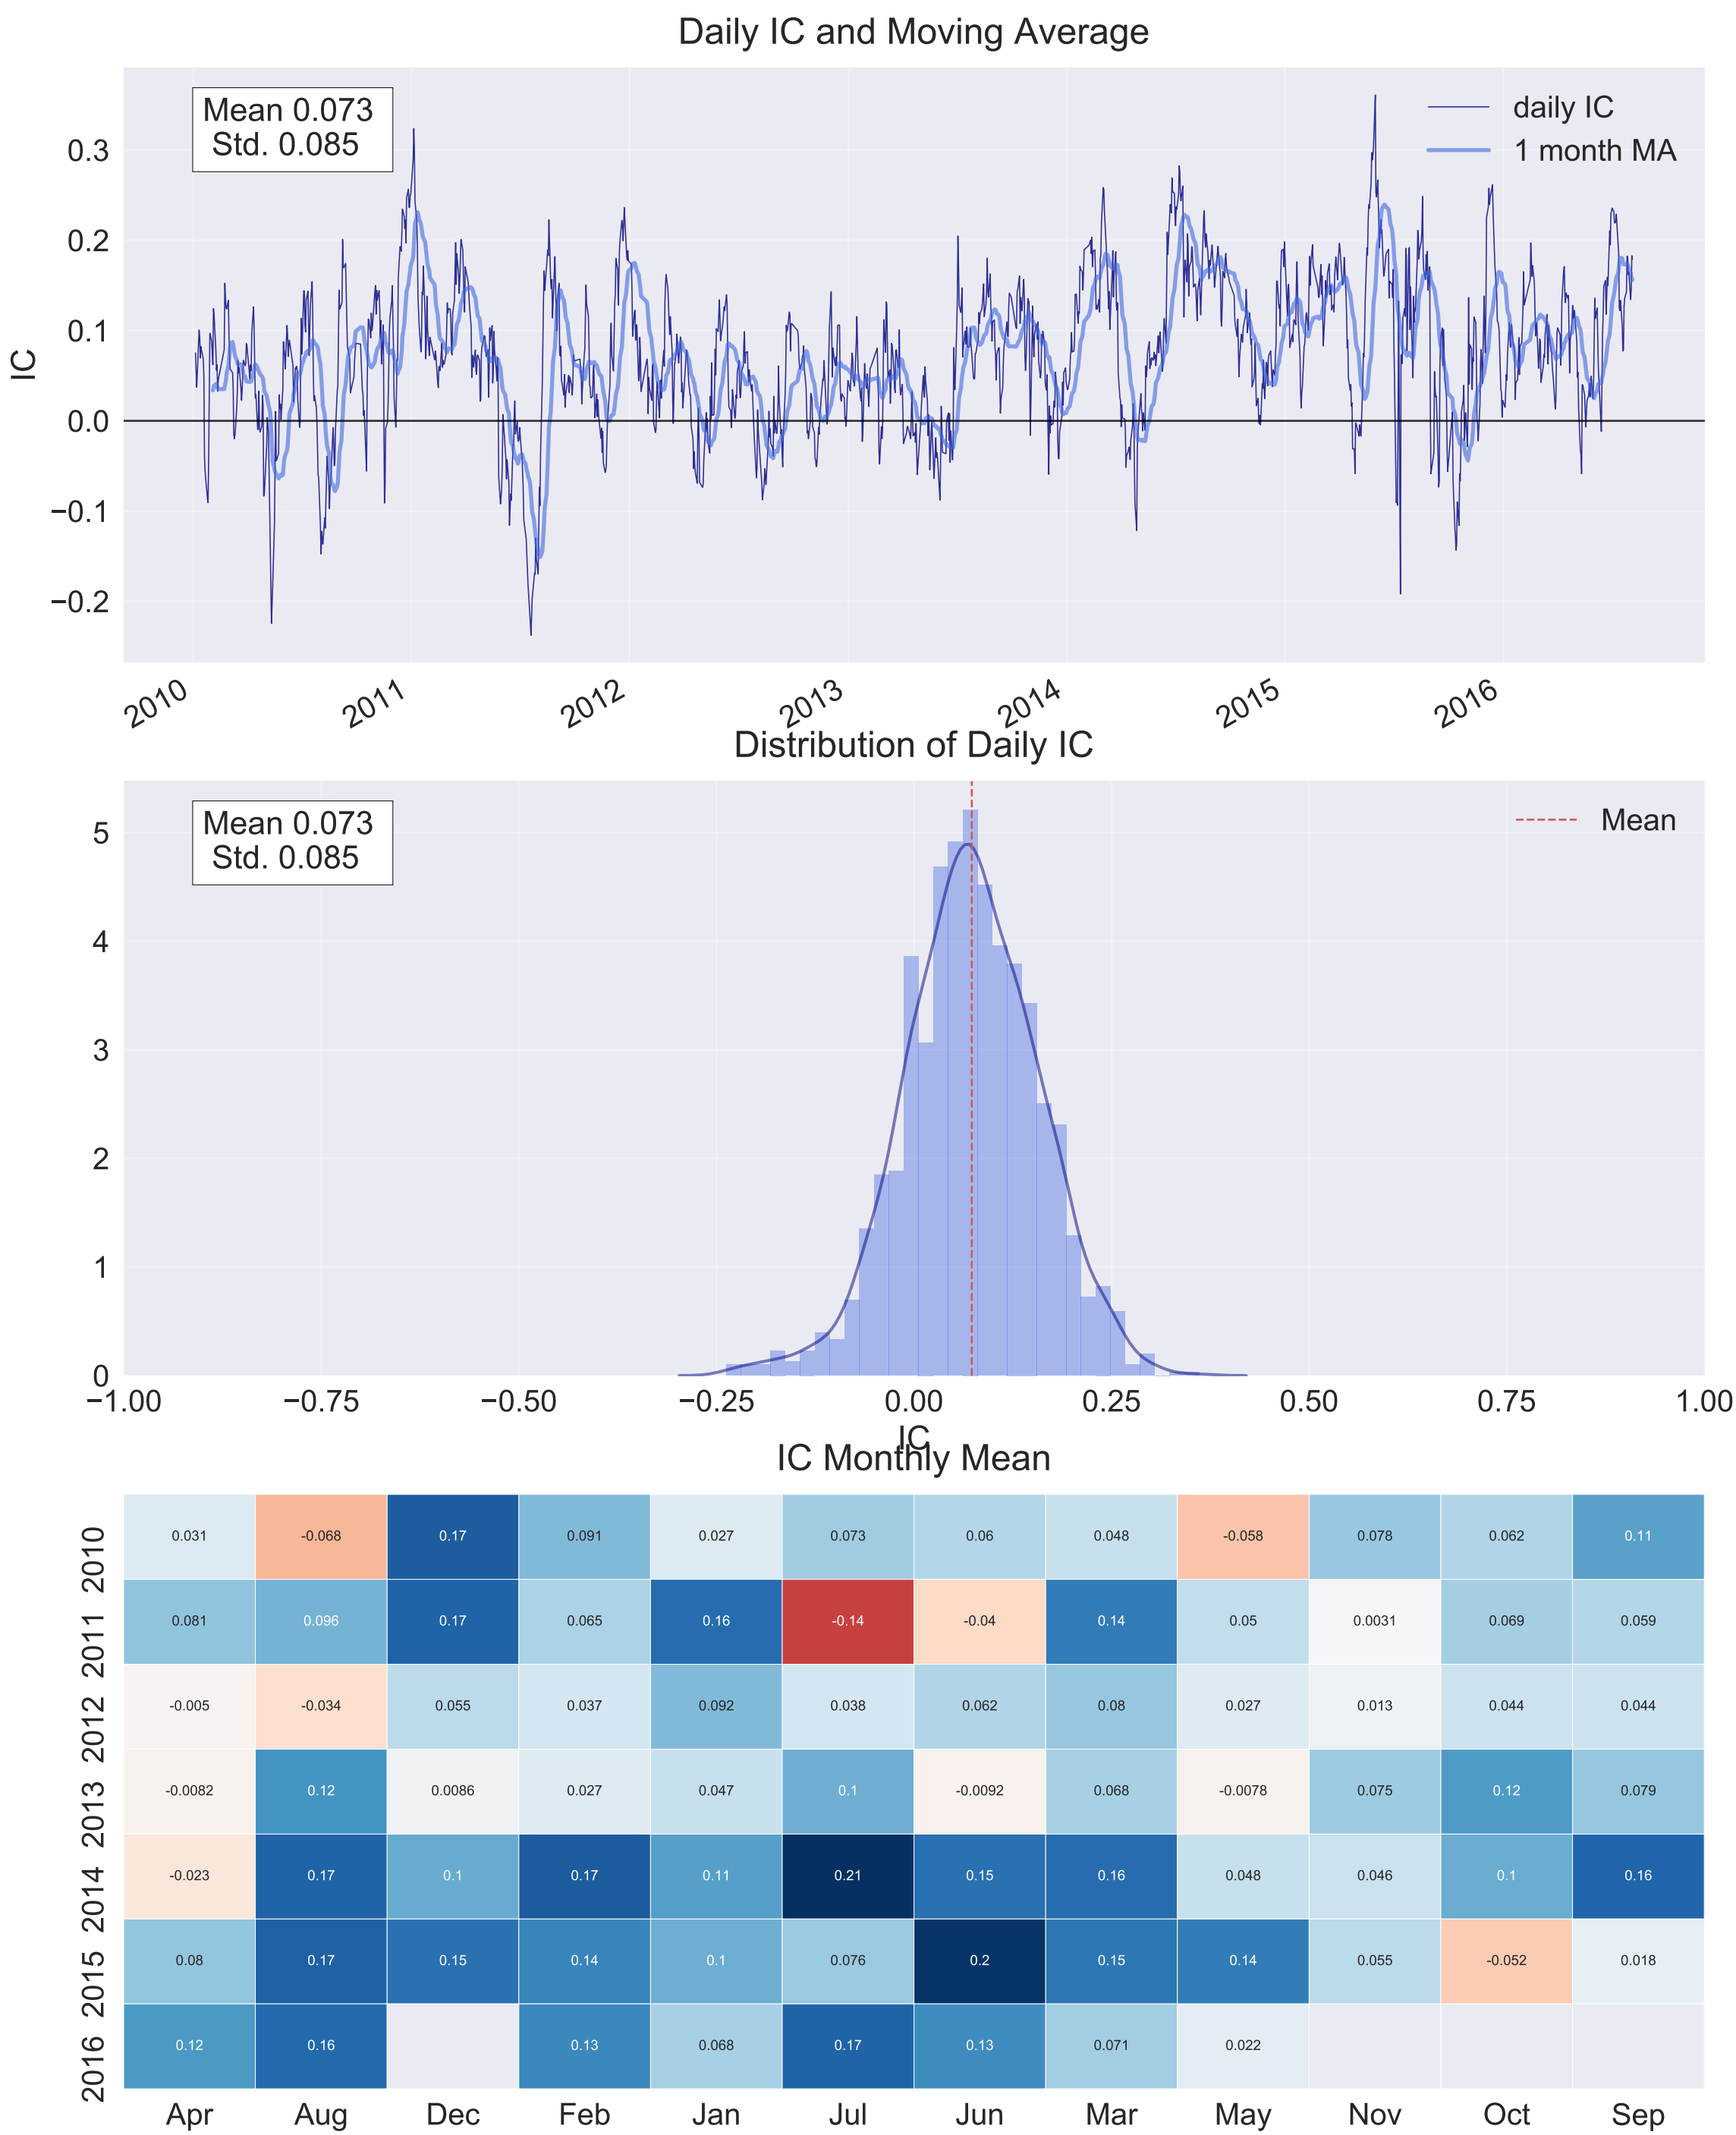 Daily IC and Moving Average
Mean 0.073
Std. 0.085
daily IC
1 month MA
IC
0.3
0.2
0.1
0.0
−0.1
−0.2
2010 2011 2012 2013 2014 2015 2016
Distribution of Daily IC
Mean 0.073
Std. 0.085
Mean
5
4
3
2
1
0
−1.00 −0.75 −0.50 −0.25 0.00 0.25 0.50 0.75 1.00
IC
IC Monthly Mean
2010 0.031 -0.068 0.17 0.091 0.027 0.073 0.06 0.048 -0.058 0.078 0.062 0.11
2011 0.081 0.096 0.17 0.065 0.16 -0.14 -0.04 0.14 0.05 0.0031 0.069 0.059
2012 -0.005 -0.034 0.055 0.037 0.092 0.038 0.062 0.08 0.027 0.013 0.044 0.044
2013 -0.0082 0.12 0.0086 0.027 0.047 0.1 -0.0092 0.068 -0.0078 0.075 0.12 0.079
2014 -0.023 0.17 0.1 0.17 0.11 0.21 0.15 0.16 0.048 0.046 0.1 0.16
2015 0.08 0.17 0.15 0.14 0.1 0.076 0.2 0.15 0.14 0.055 -0.052 0.018
2016 0.12 0.16 0.13 0.068 0.17 0.13 0.071 0.022
Apr Aug Dec Feb Jan Jul Jun Mar May Nov Oct Sep